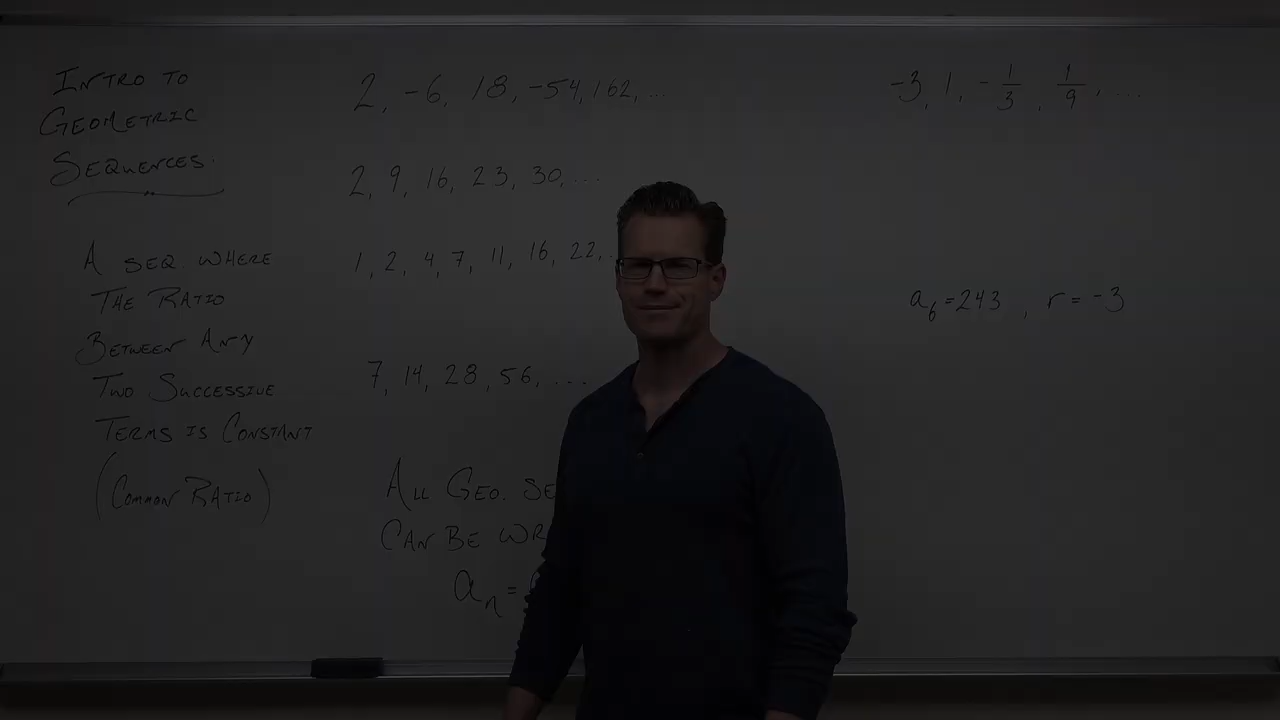 INTRO TO
GEOMETRIC
SEQUENCES:
A SEQ. WHERE
THE RATIO
BETWEEN ANY
TWO SUCCESSIVE
TERMS IS CONSTANT
(COMMON RATIO)
2, -6, 18, -54, 162, ...
2, 9, 16, 23, 30, ...
1, 2, 4, 7, 11, 16, 22, .
7, 14, 28, 56, ...
ALL GEO. SE
CAN BE WR
a_n =
-3, 1, -1/3, 1/9, ...
a_6 = 243, r = -3